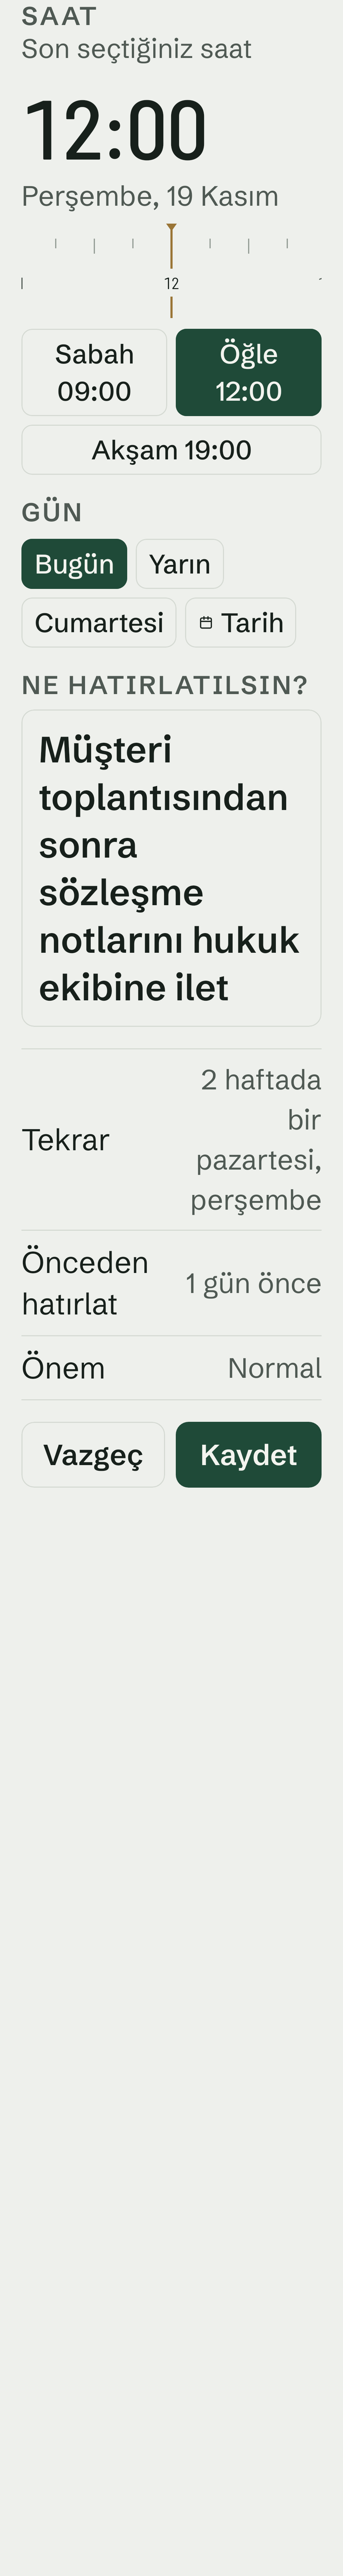 SAAT
Son seçtiğiniz saat
12:00
Perşembe, 19 Kasım
12
Sabah
09:00
Öğle
12:00
Akşam 19:00
GÜN
Bugün
Yarın
Cumartesi
Tarih
NE HATIRLATILSIN?
Müşteri
toplantısından
sonra
sözleşme
notlarını hukuk
ekibine ilet
Tekrar
2 haftada
bir
pazartesi,
perşembe
Önceden
hatırlat
1 gün önce
Önem
Normal
Vazgeç
Kaydet